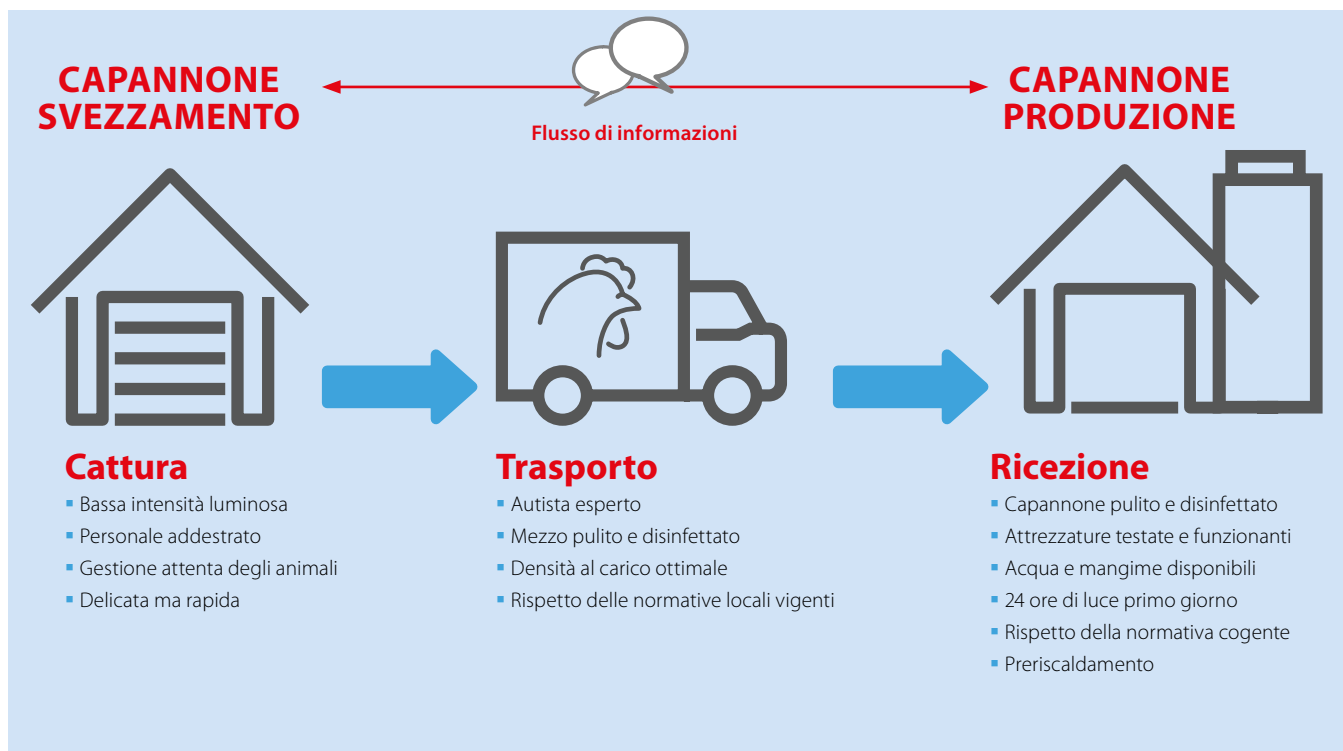 CAPANNONE
SVEZZAMENTO
Flusso di informazioni
CAPANNONE
PRODUZIONE
Cattura
▪ Bassa intensità luminosa
▪ Personale addestrato
▪ Gestione attenta degli animali
▪ Delicata ma rapida
Trasporto
▪ Autista esperto
▪ Mezzo pulito e disinfettato
▪ Densità al carico ottimale
▪ Rispetto delle normative locali vigenti
Ricezione
▪ Capannone pulito e disinfettato
▪ Attrezzature testate e funzionanti
▪ Acqua e mangime disponibili
▪ 24 ore di luce primo giorno
▪ Rispetto della normativa cogente
▪ Preriscaldamento